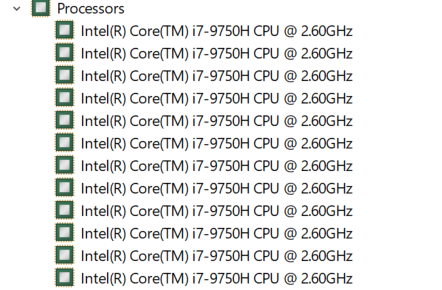 Processors
Intel(R) Core(TM) i7-9750H CPU @ 2.60GHz
Intel(R) Core(TM) i7-9750H CPU @ 2.60GHz
Intel(R) Core(TM) i7-9750H CPU @ 2.60GHz
Intel(R) Core(TM) i7-9750H CPU @ 2.60GHz
Intel(R) Core(TM) i7-9750H CPU @ 2.60GHz
Intel(R) Core(TM) i7-9750H CPU @ 2.60GHz
Intel(R) Core(TM) i7-9750H CPU @ 2.60GHz
Intel(R) Core(TM) i7-9750H CPU @ 2.60GHz
Intel(R) Core(TM) i7-9750H CPU @ 2.60GHz
Intel(R) Core(TM) i7-9750H CPU @ 2.60GHz
Intel(R) Core(TM) i7-9750H CPU @ 2.60GHz
Intel(R) Core(TM) i7-9750H CPU @ 2.60GHz